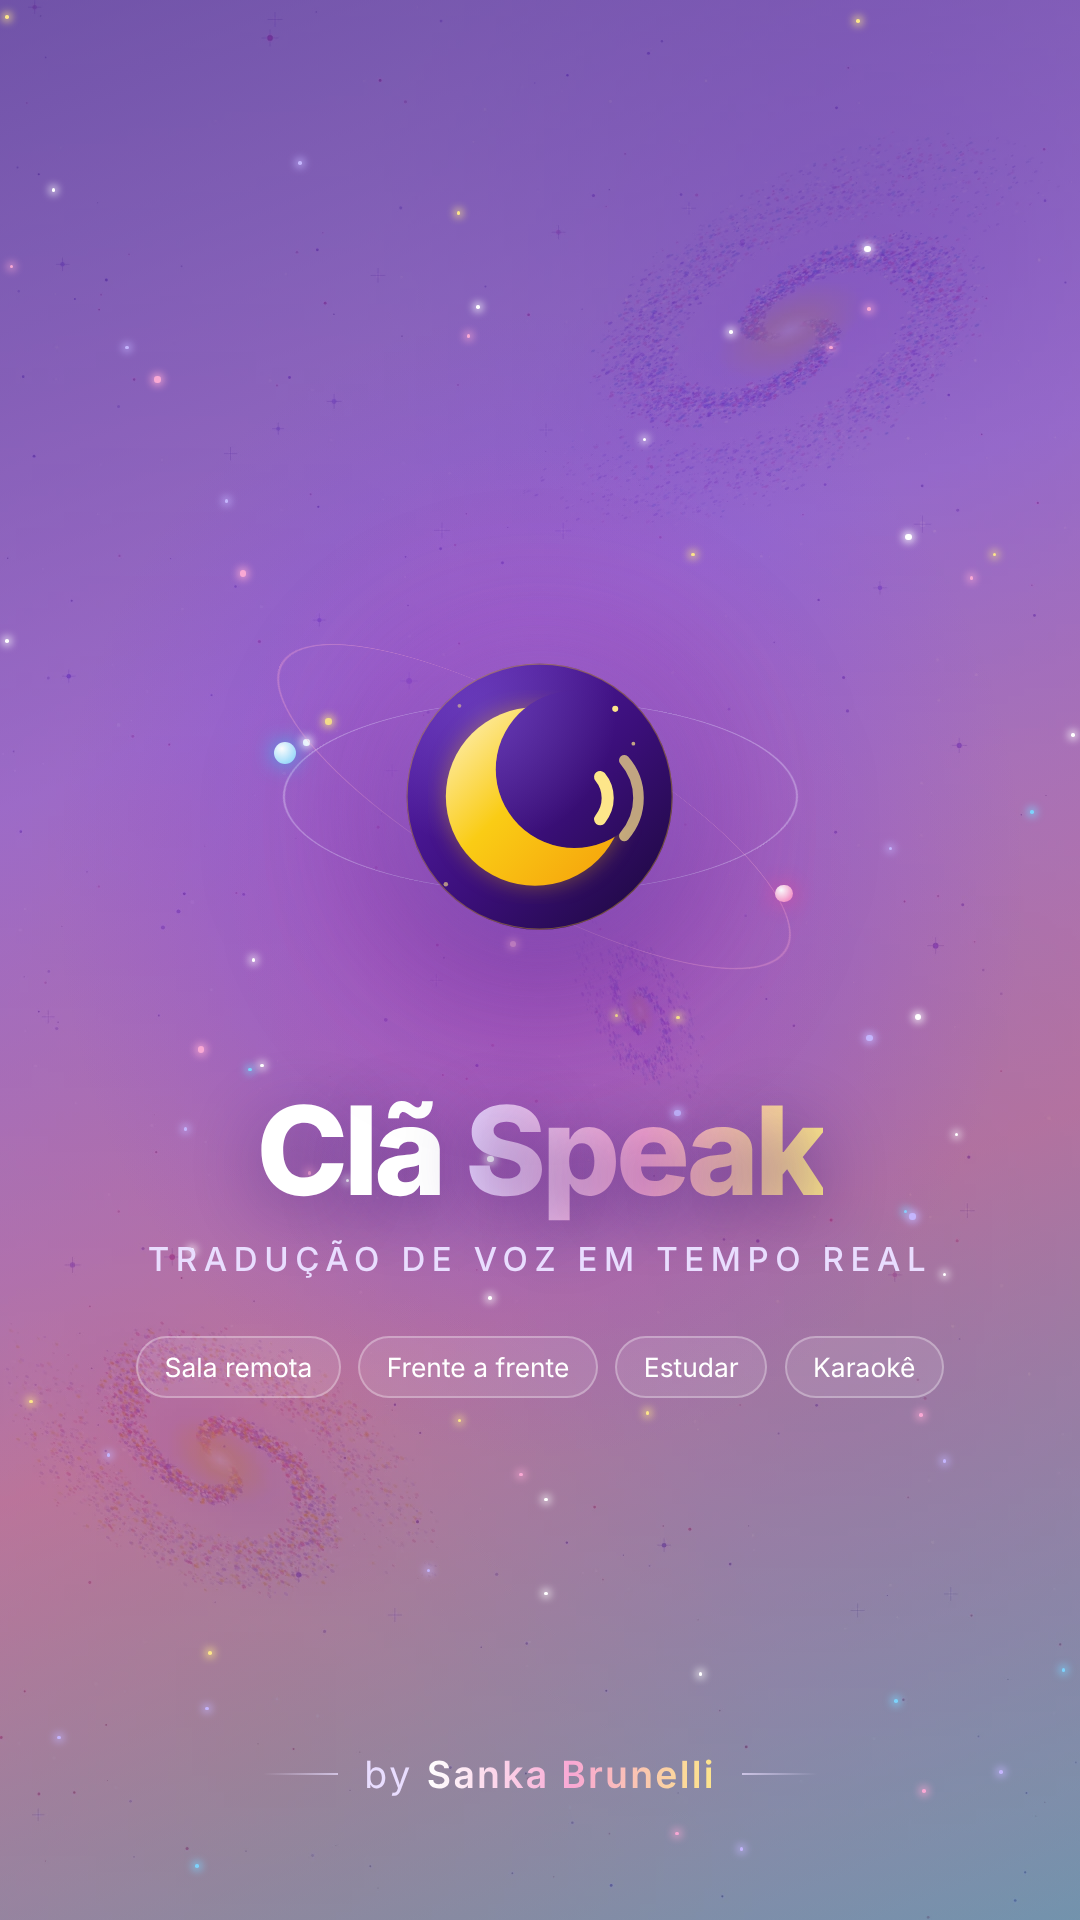 Clã Speak
TRADUÇÃO DE VOZ EM TEMPO REAL
Sala remota Frente a frente Estudar Karaokê
by Sanka Brunelli